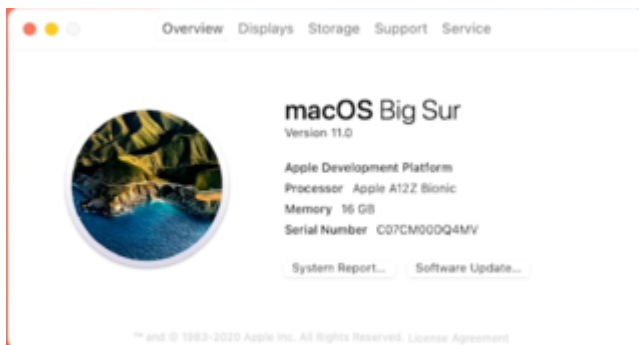 Overview Displays Storage Support Service
macOS Big Sur
Version 11.0
Apple Development Platform
Processor Apple A12Z Bionic
Memory 16 GB
Serial Number C07CM00DQ4MV
System Report... Software Update...
™ and © 1983-2020 Apple Inc. All Rights Reserved. License Agreement